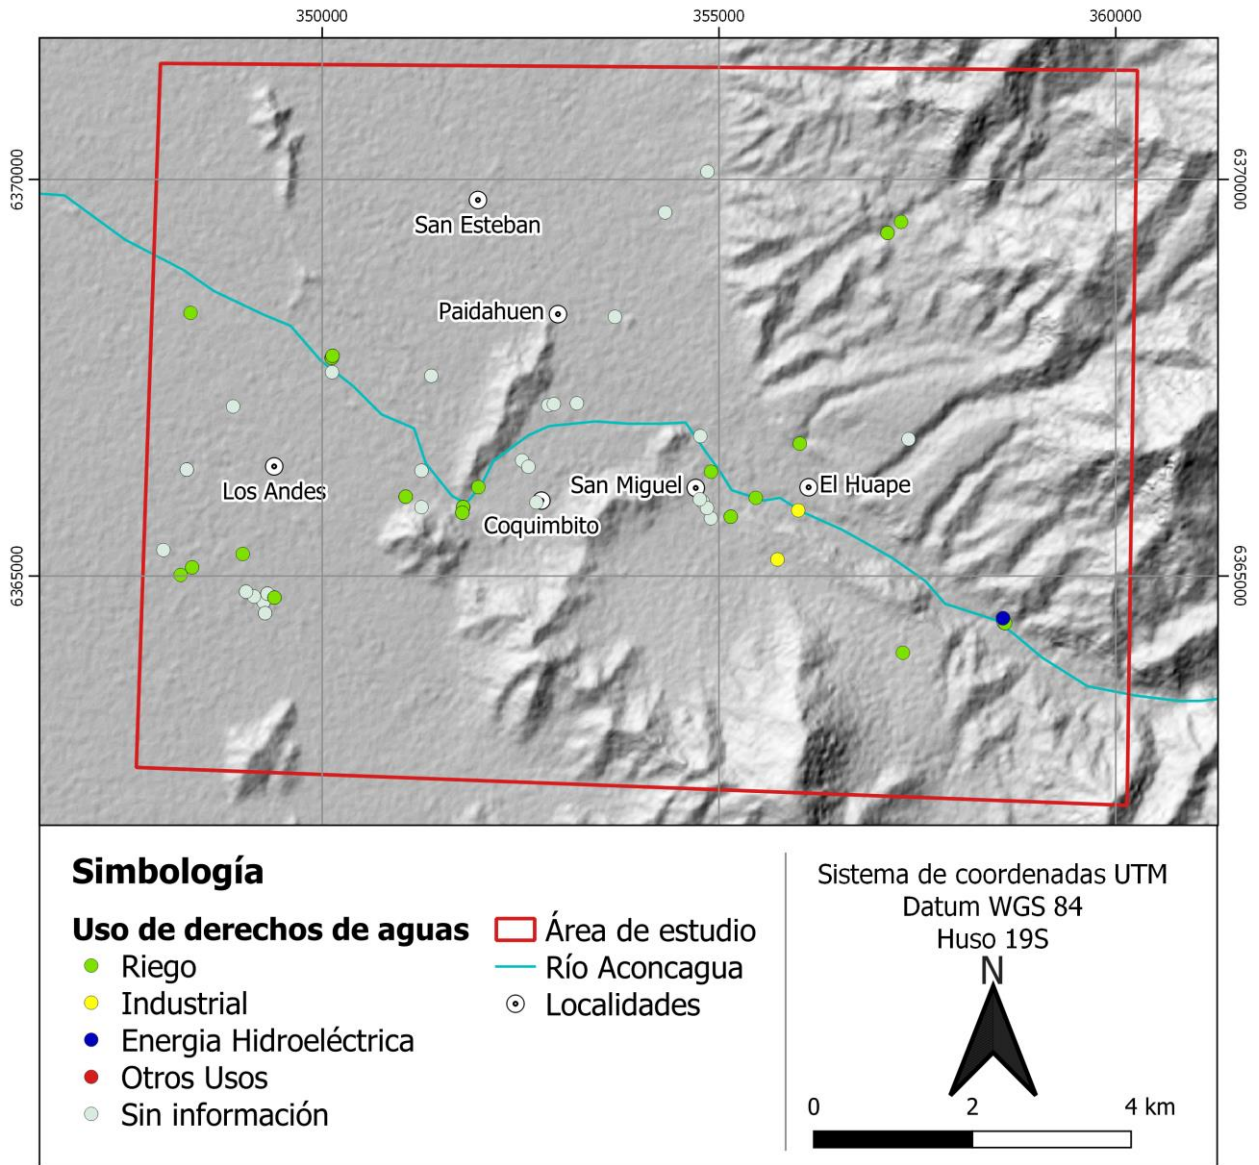 350000
355000
360000
6370000
6370000
San Esteban
Paidahuen
Los Andes
San Miguel
El Huape
Coquimbito
6365000
6365000
Simbología
Uso de derechos de aguas
Riego
Industrial
Energia Hidroeléctrica
Otros Usos
Sin información
Área de estudio
Río Aconcagua
Localidades
Sistema de coordenadas UTM
Datum WGS 84
Huso 19S
N
0 2 4 km